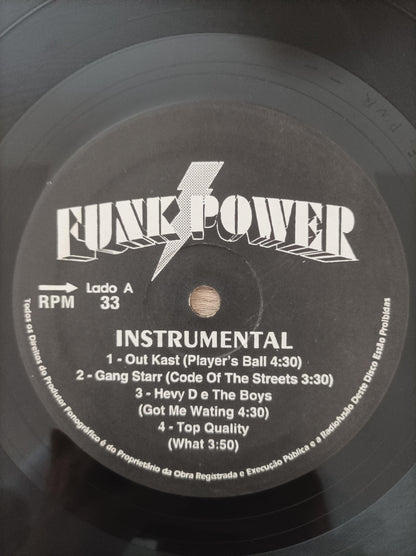 FUNK POWER
Lado A
RPM 33
INSTRUMENTAL
1 - Out Kast (Player's Ball 4:30)
2 - Gang Starr (Code Of The Streets 3:30)
3 - Hevy D e The Boys
(Got Me Wating 4:30)
4 - Top Quality
(What 3:50)
Todos os Direitos do Produtor Fonográfico é do Proprietário da Obra Registrada e Execução Pública e a Radiofusão Deste Disco Estão Proibidas